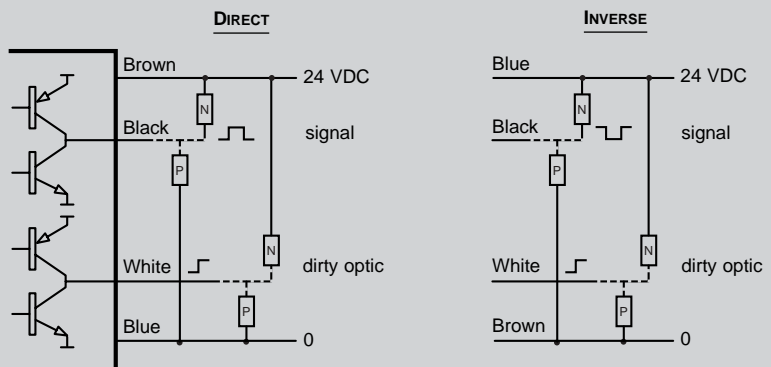 DIRECT
INVERSE
Brown
24 VDC
N
Black
signal
P
N
White
dirty optic
P
Blue
0
Blue
24 VDC
N
Black
signal
P
N
White
dirty optic
P
Brown
0